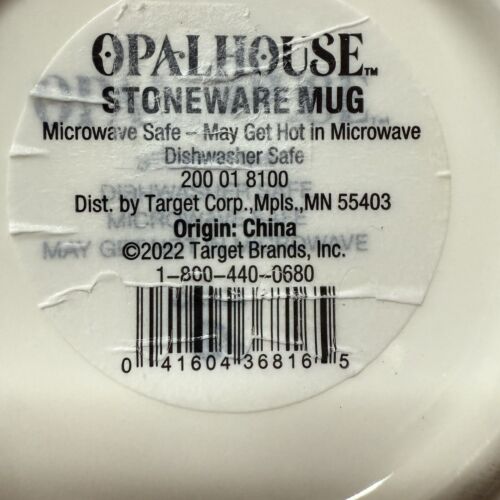 OPALHOUSE™
STONEWARE MUG
Microwave Safe - May Get Hot in Microwave
Dishwasher Safe
200 01 8100
Dist. by Target Corp.,Mpls.,MN 55403
Origin: China
©2022 Target Brands, Inc.
1-800-440-0680
0 41604 36816 5